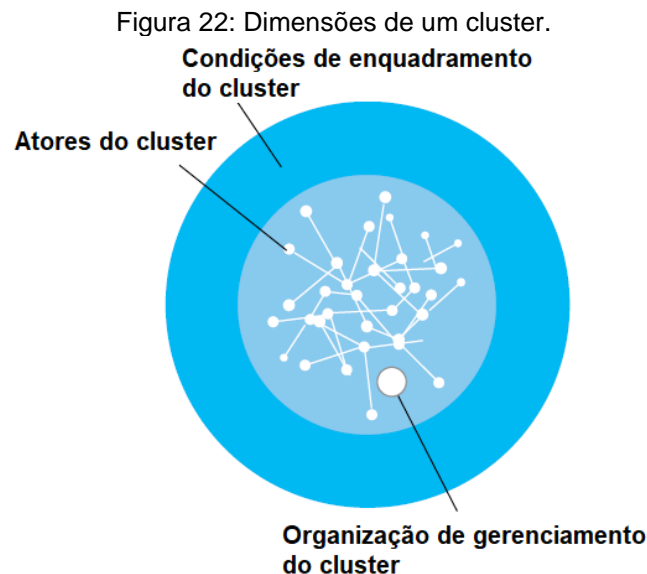 Figura 22: Dimensões de um cluster.
Condições de enquadramento
do cluster
Atores do cluster
Organização de gerenciamento
do cluster